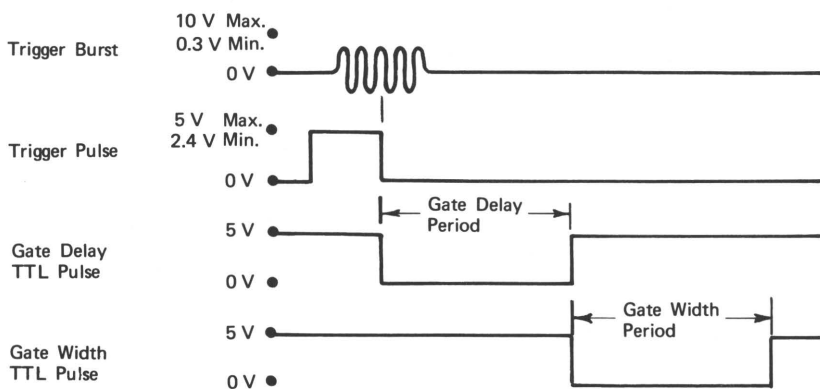 Trigger Burst
10 V Max.
0.3 V Min.
0 V
Trigger Pulse
5 V Max.
2.4 V Min.
0 V
Gate Delay
TTL Pulse
5 V
0 V
Gate Delay
Period
Gate Width
TTL Pulse
5 V
0 V
Gate Width
Period